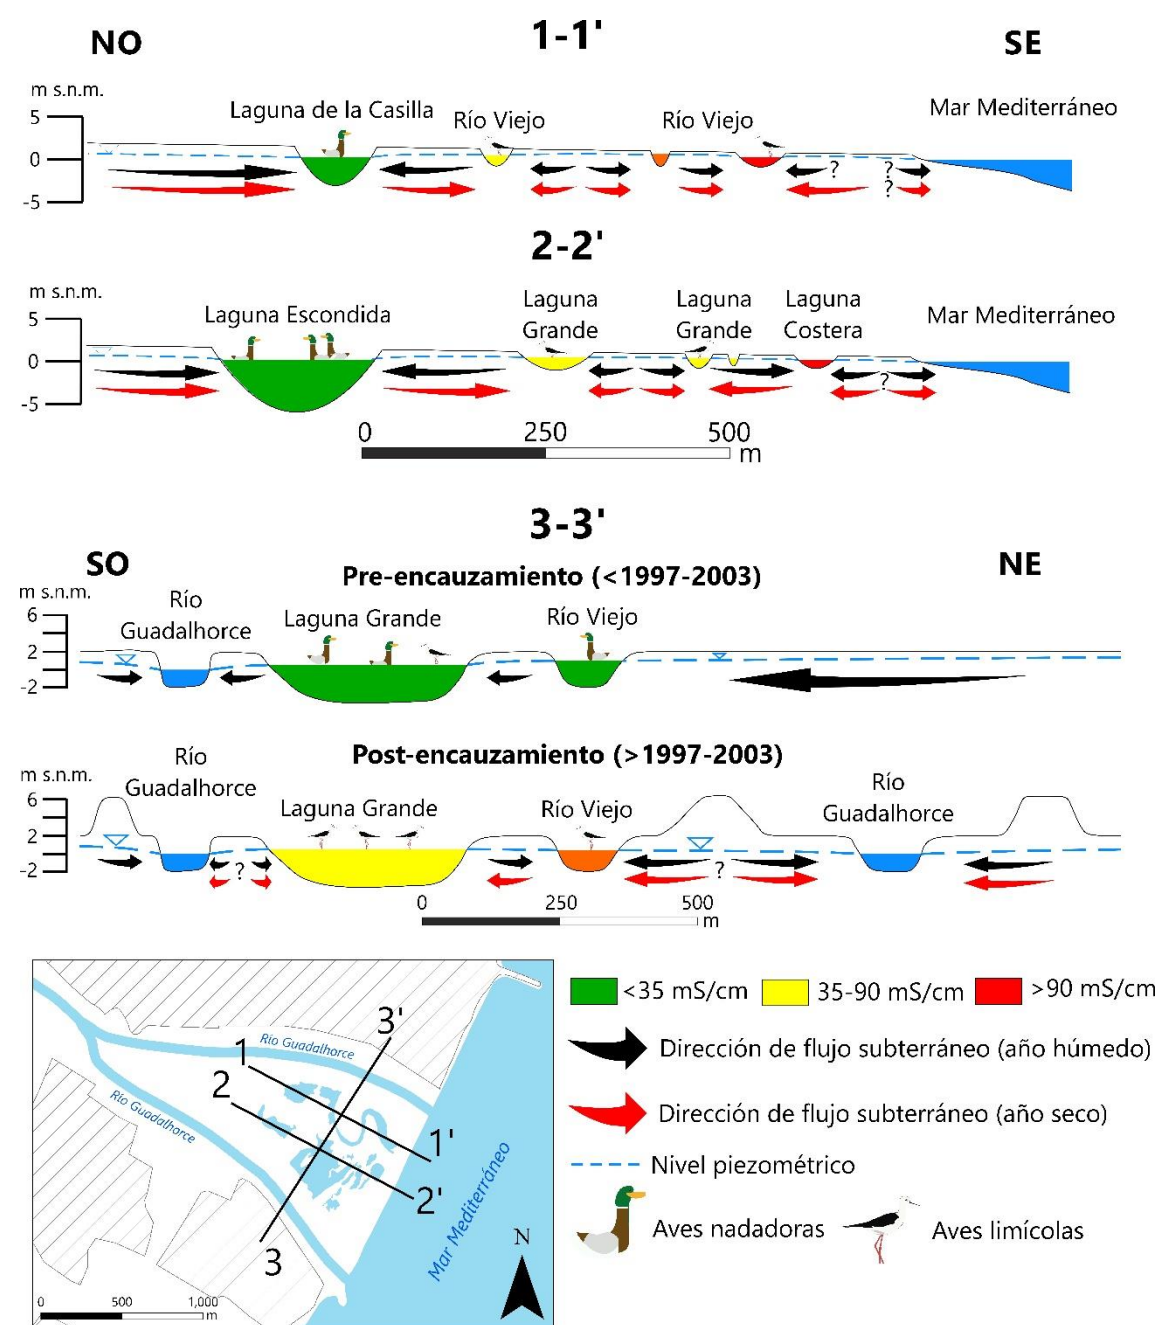 1-1'
NO
SE
m s.n.m.
5
0
-5
Laguna de la Casilla
Río Viejo
Río Viejo
Mar Mediterráneo
?
?
?
2-2'
m s.n.m.
5
0
-5
Laguna Escondida
Laguna
Grande
Laguna
Grande
Laguna
Costera
Mar Mediterráneo
?
0 250 500
m
3-3'
SO
NE
Pre-encauzamiento (<1997-2003)
m s.n.m.
6
2
-2
Río
Guadalhorce
Laguna Grande
Río Viejo
Post-encauzamiento (>1997-2003)
m s.n.m.
6
2
-2
Río
Guadalhorce
Laguna Grande
Río Viejo
Río
Guadalhorce
?
?
0 250 500
m
3'
1
Río Guadalhorce
2
Río Guadalhorce
1'
2'
3
Mar Mediterráneo
N
0 500 1,000
m
<35 mS/cm
35-90 mS/cm
>90 mS/cm
Dirección de flujo subterráneo (año húmedo)
Dirección de flujo subterráneo (año seco)
Nivel piezométrico
Aves nadadoras
Aves limícolas